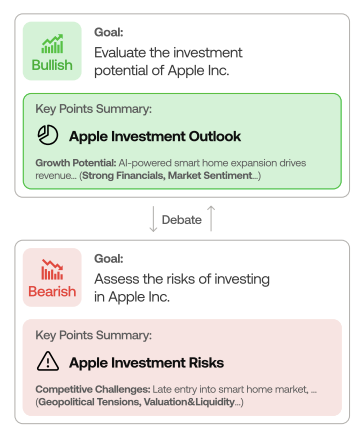 Bullish
Goal:
Evaluate the investment
potential of Apple Inc.
Key Points Summary:
Apple Investment Outlook
Growth Potential: AI-powered smart home expansion drives
revenue... (Strong Financials, Market Sentiment...)
Debate
Bearish
Goal:
Assess the risks of investing
in Apple Inc.
Key Points Summary:
Apple Investment Risks
Competitive Challenges: Late entry into smart home market, ...
(Geopolitical Tensions, Valuation&Liquidity...)